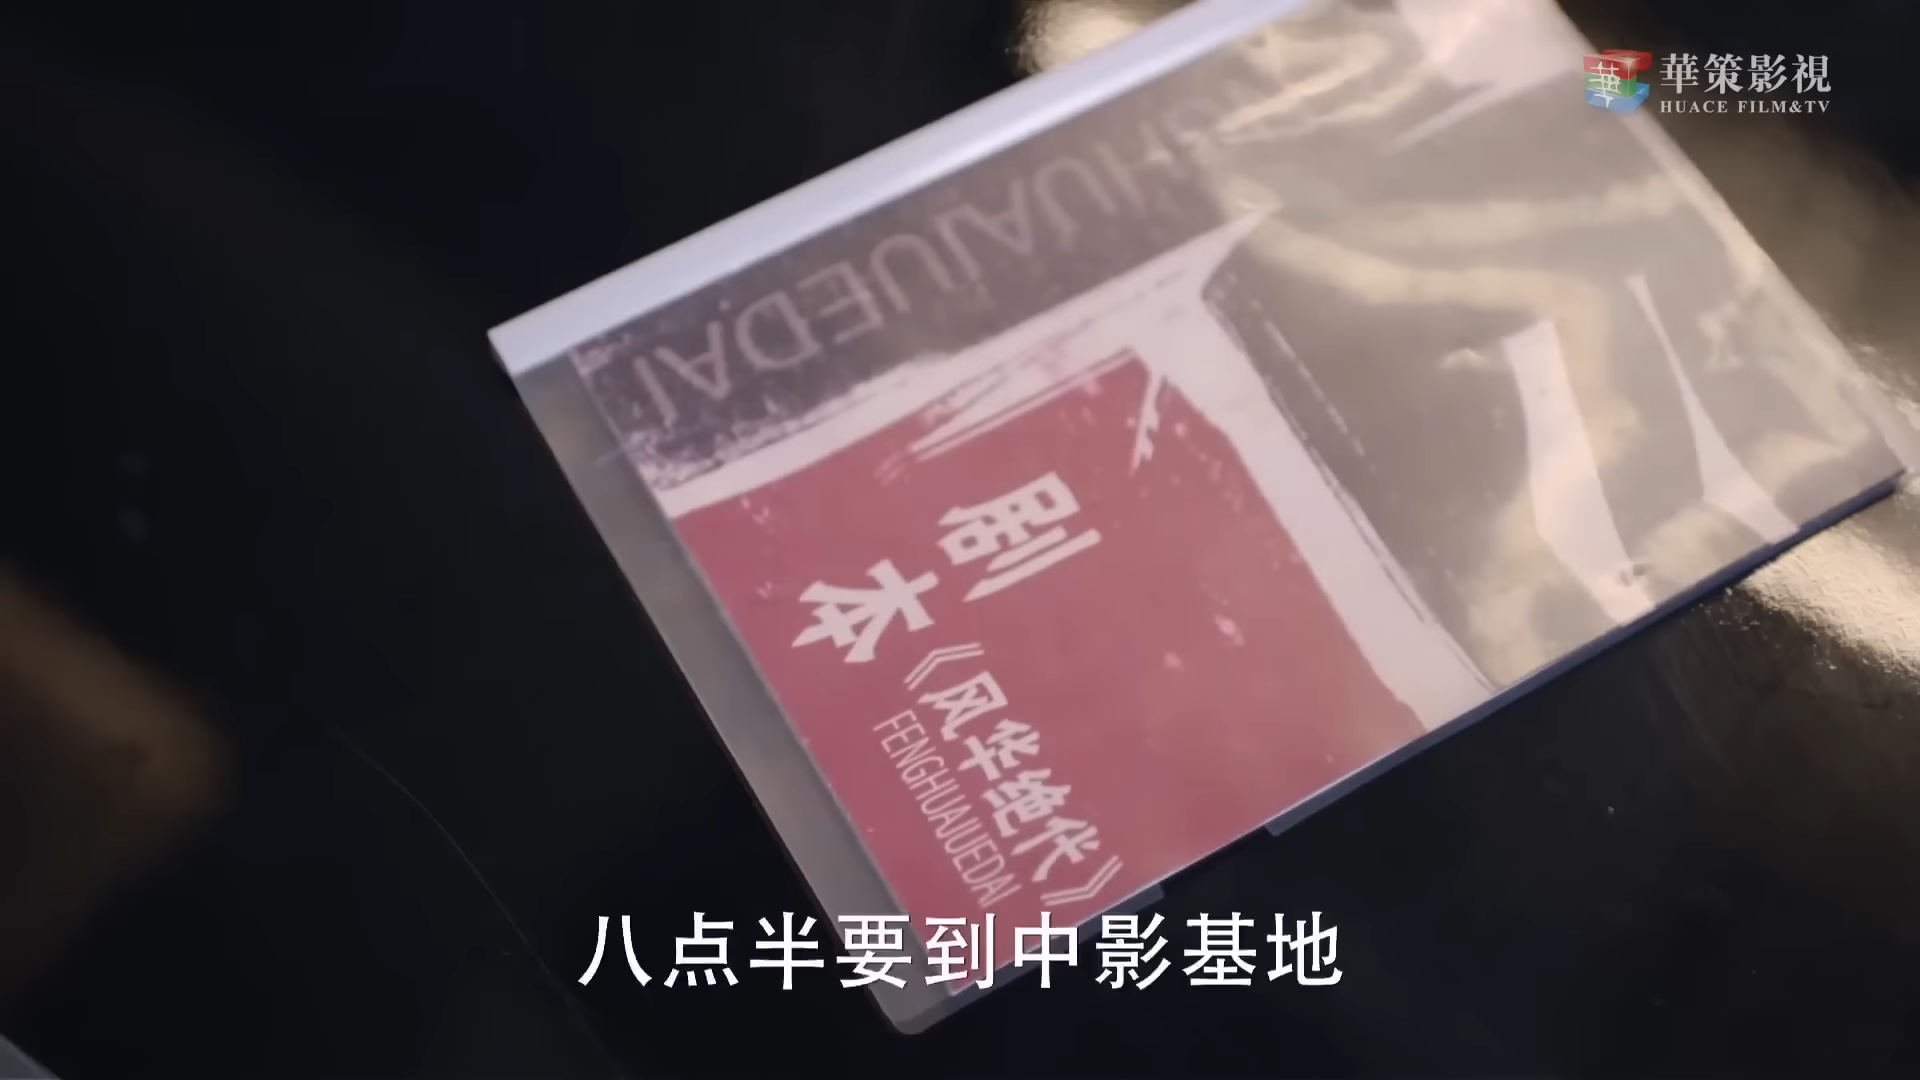 華策影視
HUACE FILM&TV
HUAJUEDAI
剧本
《风华绝代》
FENGHUAJUEDAI
八点半要到中影基地